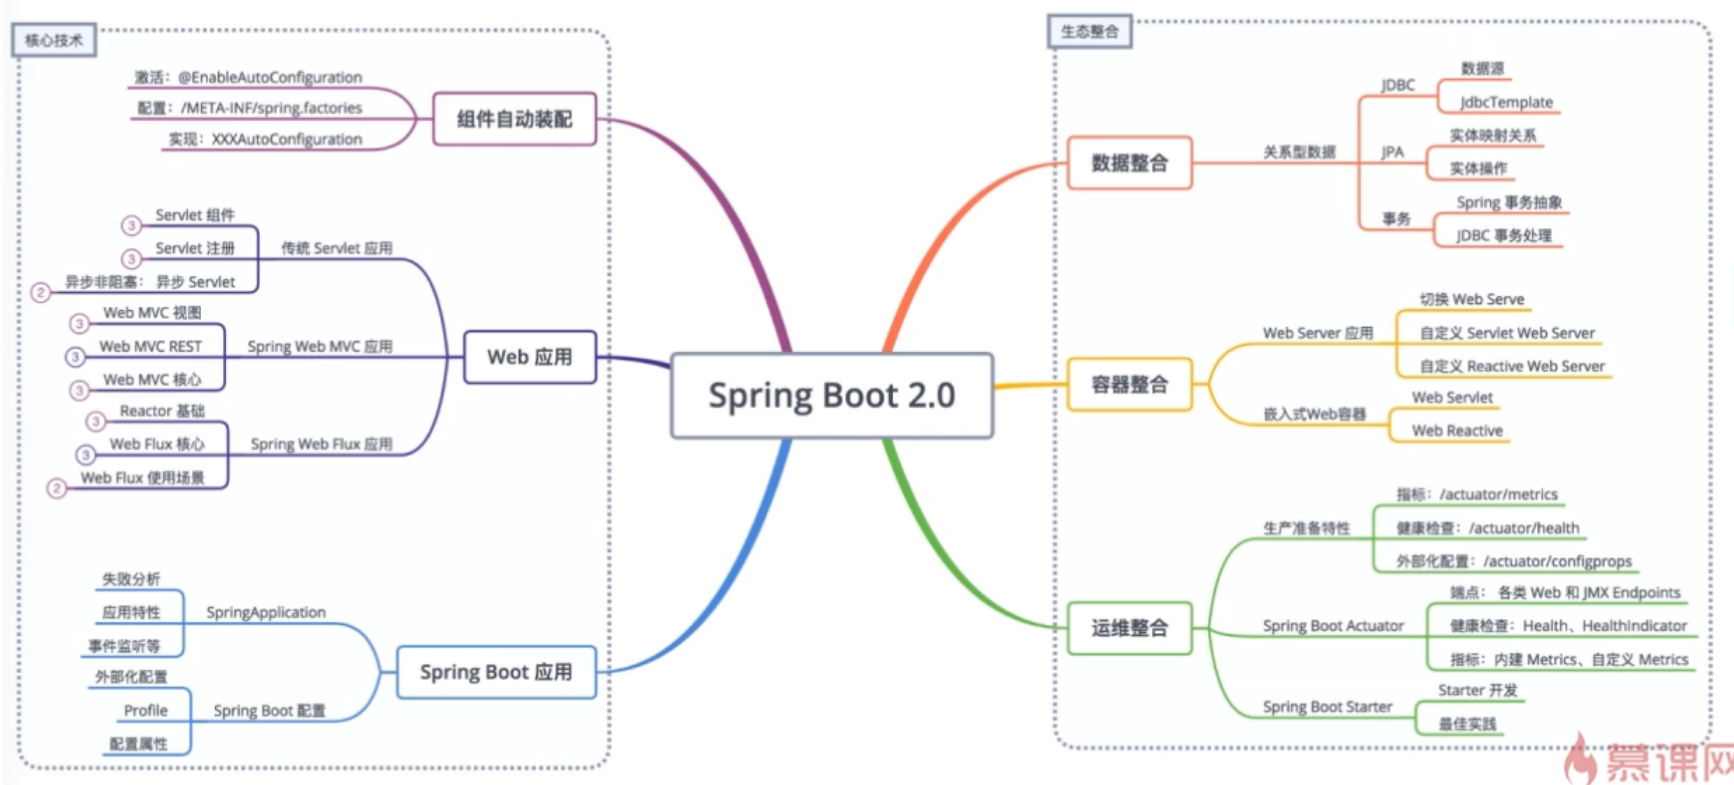 核心技术
激活：@EnableAutoConfiguration
配置：/META-INF/spring.factories
实现：XXXAutoConfiguration
组件自动装配
3
Servlet 组件
3
Servlet 注册
2
异步非阻塞： 异步 Servlet
传统 Servlet 应用
3
Web MVC 视图
3
Web MVC REST
3
Web MVC 核心
Spring Web MVC 应用
3
Reactor 基础
3
Web Flux 核心
2
Web Flux 使用场景
Spring Web Flux 应用
Web 应用
失败分析
应用特性
事件监听等
SpringApplication
外部化配置
Profile
配置属性
Spring Boot 配置
Spring Boot 应用
Spring Boot 2.0
生态整合
数据整合
关系型数据
JDBC
数据源
JdbcTemplate
JPA
实体映射关系
实体操作
事务
Spring 事务抽象
JDBC 事务处理
容器整合
Web Server 应用
切换 Web Serve
自定义 Servlet Web Server
自定义 Reactive Web Server
嵌入式Web容器
Web Servlet
Web Reactive
运维整合
生产准备特性
指标：/actuator/metrics
健康检查：/actuator/health
外部化配置：/actuator/configprops
Spring Boot Actuator
端点： 各类 Web 和 JMX Endpoints
健康检查：Health、HealthIndicator
指标：内建 Metrics、自定义 Metrics
Spring Boot Starter
Starter 开发
最佳实践
慕课网